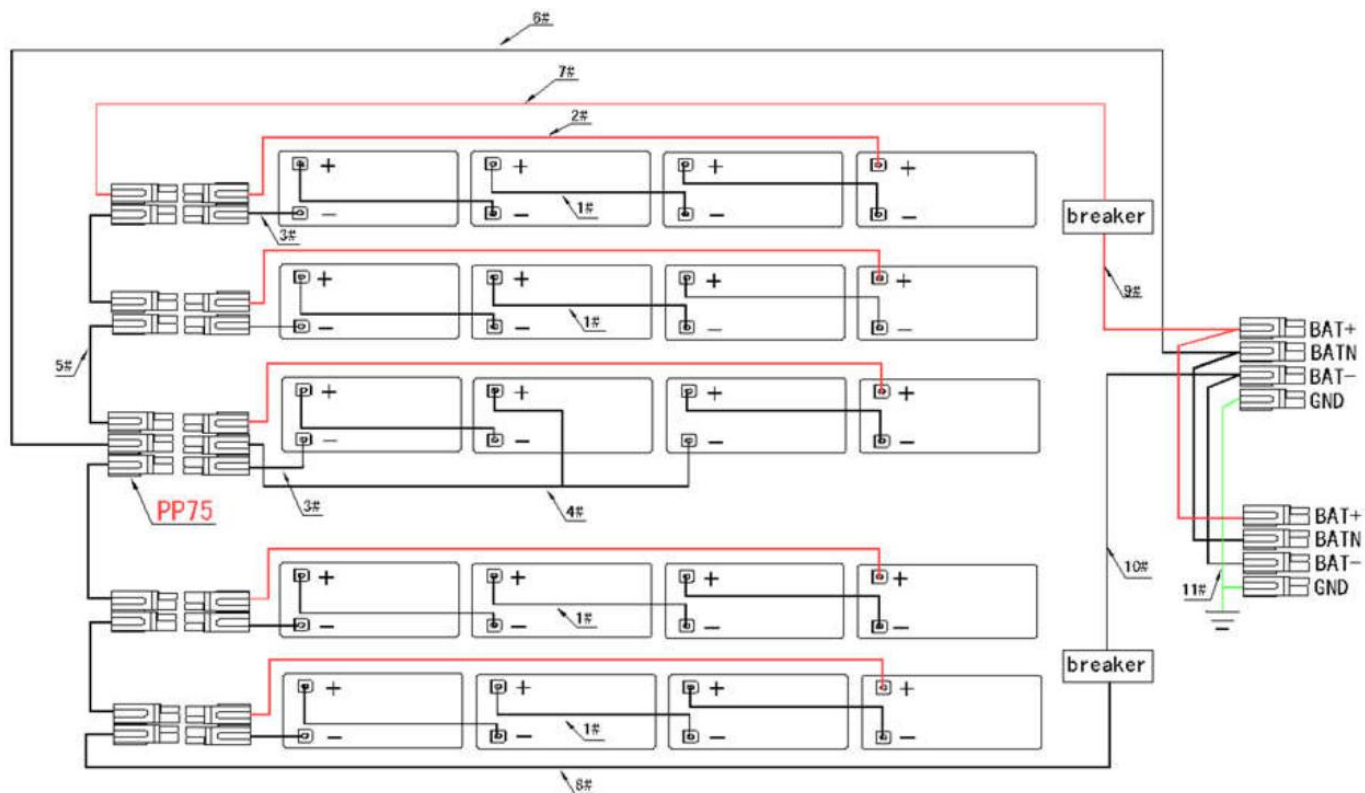 6#
7#
2#
+ + + +
breaker
- - - -
1#
3#
+ + + +
9#
- - - -
1#
BAT+
BATN
5#
BAT-
+ + + +
GND
- - - -
PP75
3#
4#
BAT+
BATN
+ + + +
10#
BAT-
11#
GND
1#
- - - -
breaker
+ + + +
1#
- - - -
8#